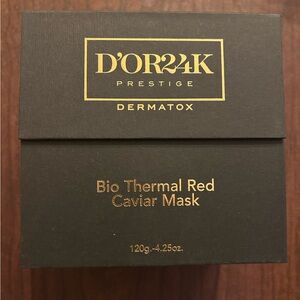 D'OR24K
PRESTIGE
DERMATOX
Bio Thermal Red
Caviar Mask
120g.-4.25oz.